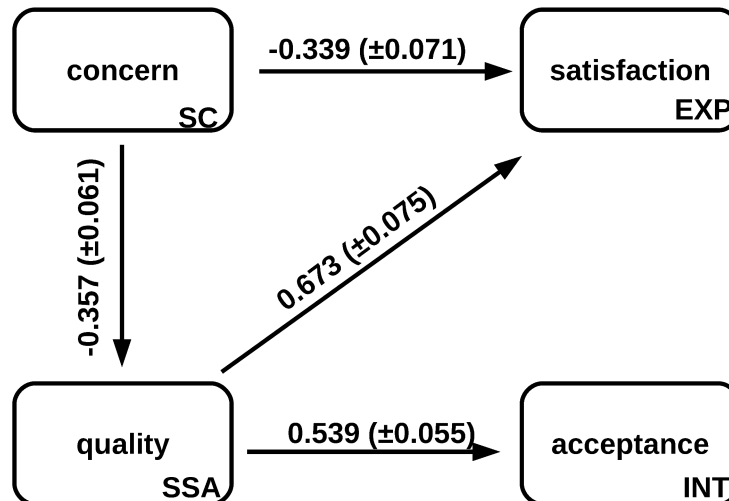 -0.339 (±0.071)
concern
satisfaction
SC
EXP
-0.357 (±0.061)
0.673 (±0.075)
0.539 (±0.055)
quality
acceptance
SSA
INT